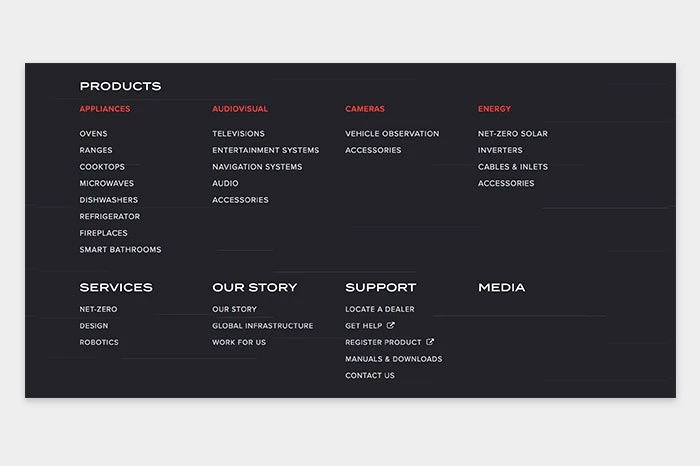 PRODUCTS
APPLIANCES
OVENS
RANGES
COOKTOPS
MICROWAVES
DISHWASHERS
REFRIGERATOR
FIREPLACES
SMART BATHROOMS
AUDIOVISUAL
TELEVISIONS
ENTERTAINMENT SYSTEMS
NAVIGATION SYSTEMS
AUDIO
ACCESSORIES
CAMERAS
VEHICLE OBSERVATION
ACCESSORIES
ENERGY
NET-ZERO SOLAR
INVERTERS
CABLES & INLETS
ACCESSORIES
SERVICES
NET-ZERO
DESIGN
ROBOTICS
OUR STORY
OUR STORY
GLOBAL INFRASTRUCTURE
WORK FOR US
SUPPORT
LOCATE A DEALER
GET HELP
REGISTER PRODUCT
MANUALS & DOWNLOADS
CONTACT US
MEDIA